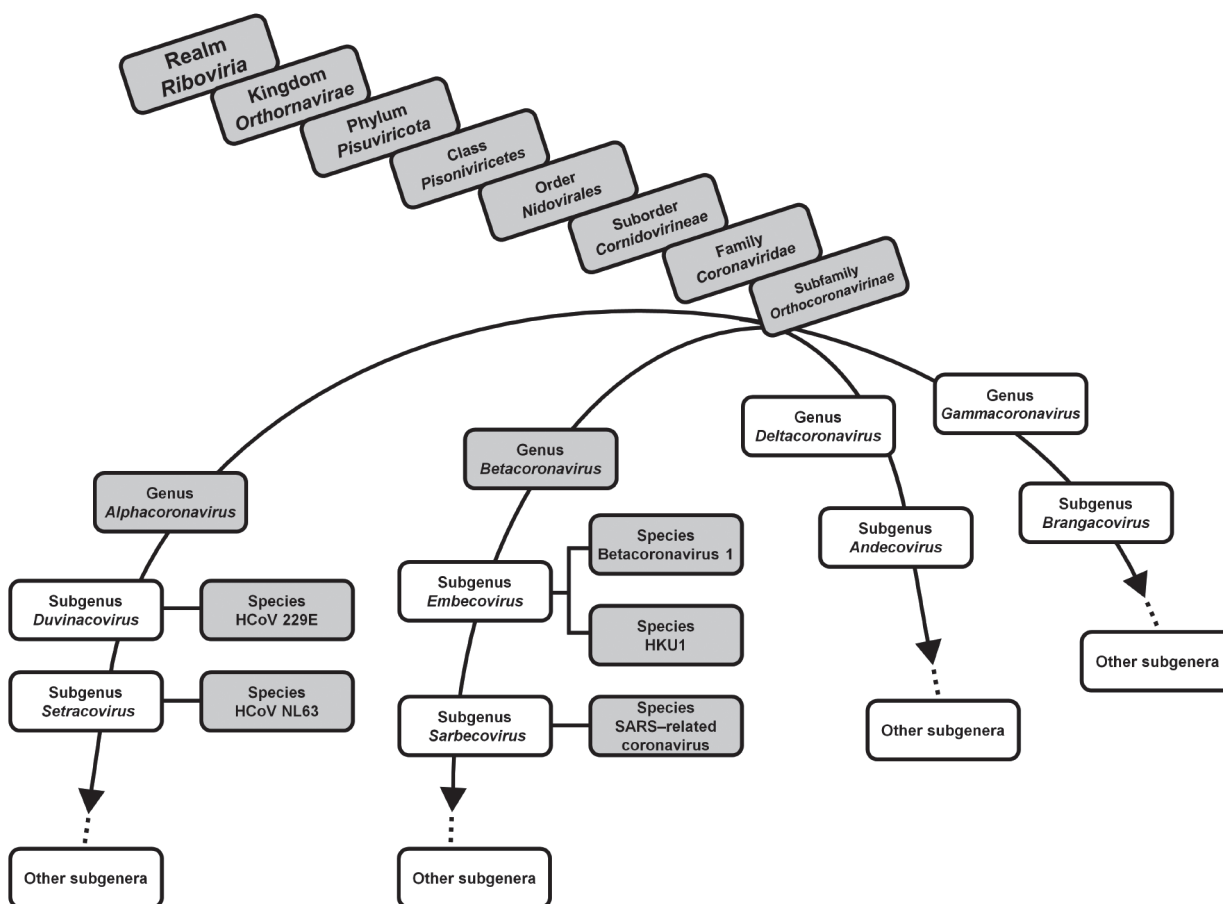 Realm
Riboviria
Kingdom
Orthornavirae
Phylum
Pisuviricota
Class
Pisoniviricetes
Order
Nidovirales
Suborder
Cornidovirineae
Family
Coronaviridae
Subfamily
Orthocoronavirinae
Genus
Alphacoronavirus
Subgenus
Duvinacovirus
Species
HCoV 229E
Subgenus
Setracovirus
Species
HCoV NL63
Other subgenera
Genus
Betacoronavirus
Subgenus
Embecovirus
Species
Betacoronavirus 1
Species
HKU1
Subgenus
Sarbecovirus
Species
SARS–related
coronavirus
Other subgenera
Genus
Deltacoronavirus
Subgenus
Andecovirus
Other subgenera
Genus
Gammacoronavirus
Subgenus
Brangacovirus
Other subgenera